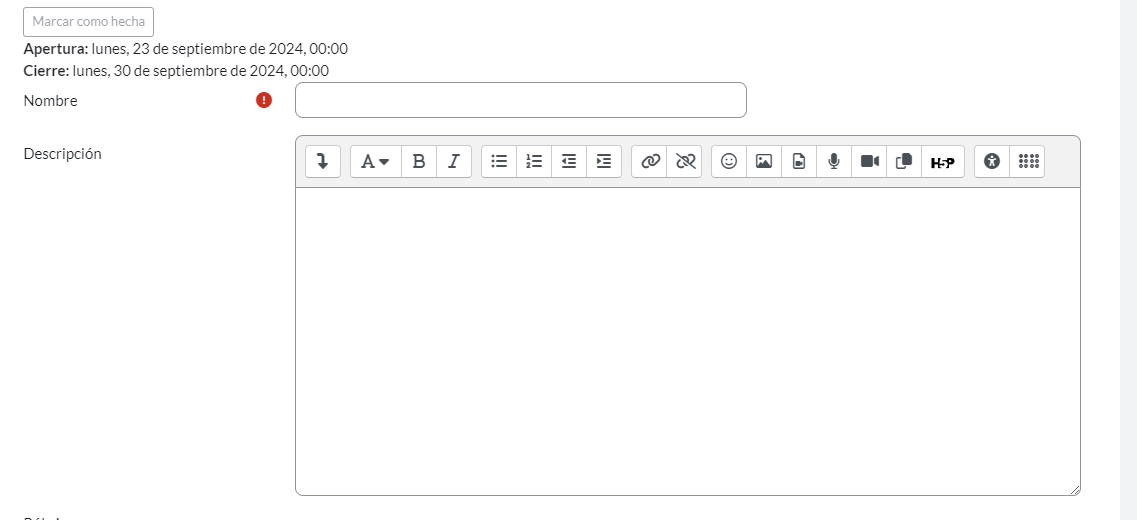 Marcar como hecha
Apertura: lunes, 23 de septiembre de 2024, 00:00
Cierre: lunes, 30 de septiembre de 2024, 00:00
Nombre
Descripción
A B I H5P